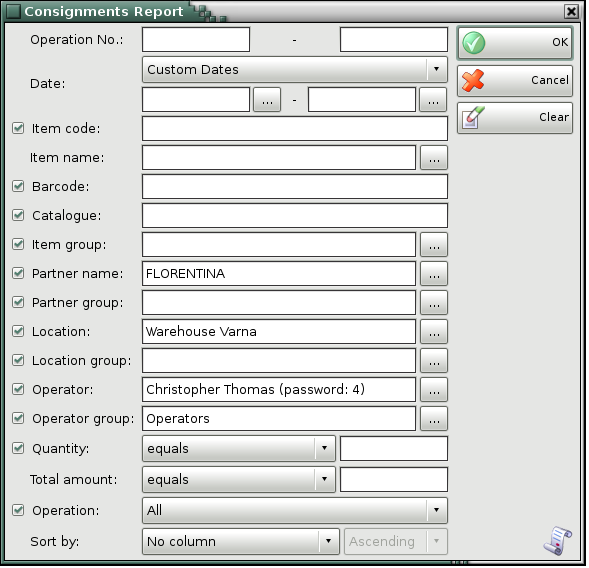 Consignments Report
Operation No.: -
OK
Custom Dates
Date:
... - ...
Cancel
Clear
Item code:
Item name: ...
Barcode:
Catalogue:
Item group: ...
Partner name: FLORENTINA ...
Partner group: ...
Location: Warehouse Varna ...
Location group: ...
Operator: Christopher Thomas (password: 4) ...
Operator group: Operators ...
Quantity: equals
Total amount: equals
Operation: All
Sort by: No column Ascending